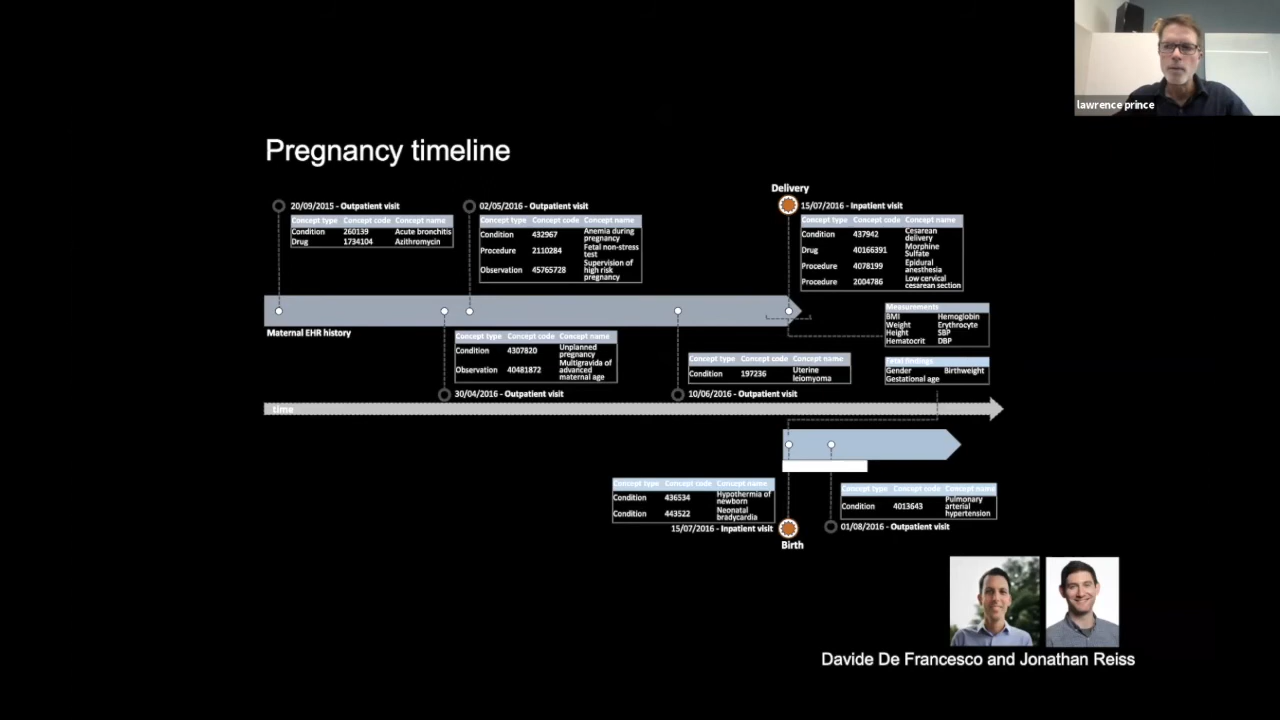 lawrence prince
Pregnancy timeline
Delivery
20/09/2015 - Outpatient visit
Concept type Concept code Concept name
Condition 260139 Acute bronchitis
Drug 1734104 Azithromycin
02/05/2016 - Outpatient visit
Concept type Concept code Concept name
Condition 432967 Anemia during pregnancy
Procedure 2110284 Fetal non-stress test
Observation 45765728 Supervision of high risk pregnancy
15/07/2016 - Inpatient visit
Concept type Concept code Concept name
Condition 437942 Cesarean delivery
Drug 40166391 Morphine Sulfate
Procedure 4078199 Epidural anesthesia
Procedure 2004786 Low cervical cesarean section
Maternal EHR history
Concept type Concept code Concept name
Condition 4307820 Unplanned pregnancy
Observation 40481872 Multigravida of advanced maternal age
30/04/2016 - Outpatient visit
Concept type Concept code Concept name
Condition 197236 Uterine leiomyoma
10/06/2016 - Outpatient visit
Measurements
BMI Hemoglobin
Weight Erythrocyte
Height SBP
Hematocrit DBP
Fetal findings
Gender Birthweight
Gestational age
time
Concept type Concept code Concept name
Condition 436534 Hypothermia of newborn
Condition 443522 Neonatal bradycardia
15/07/2016 - Inpatient visit
Birth
Concept type Concept code Concept name
Condition 4013643 Pulmonary arterial hypertension
01/08/2016 - Outpatient visit
Davide De Francesco and Jonathan Reiss